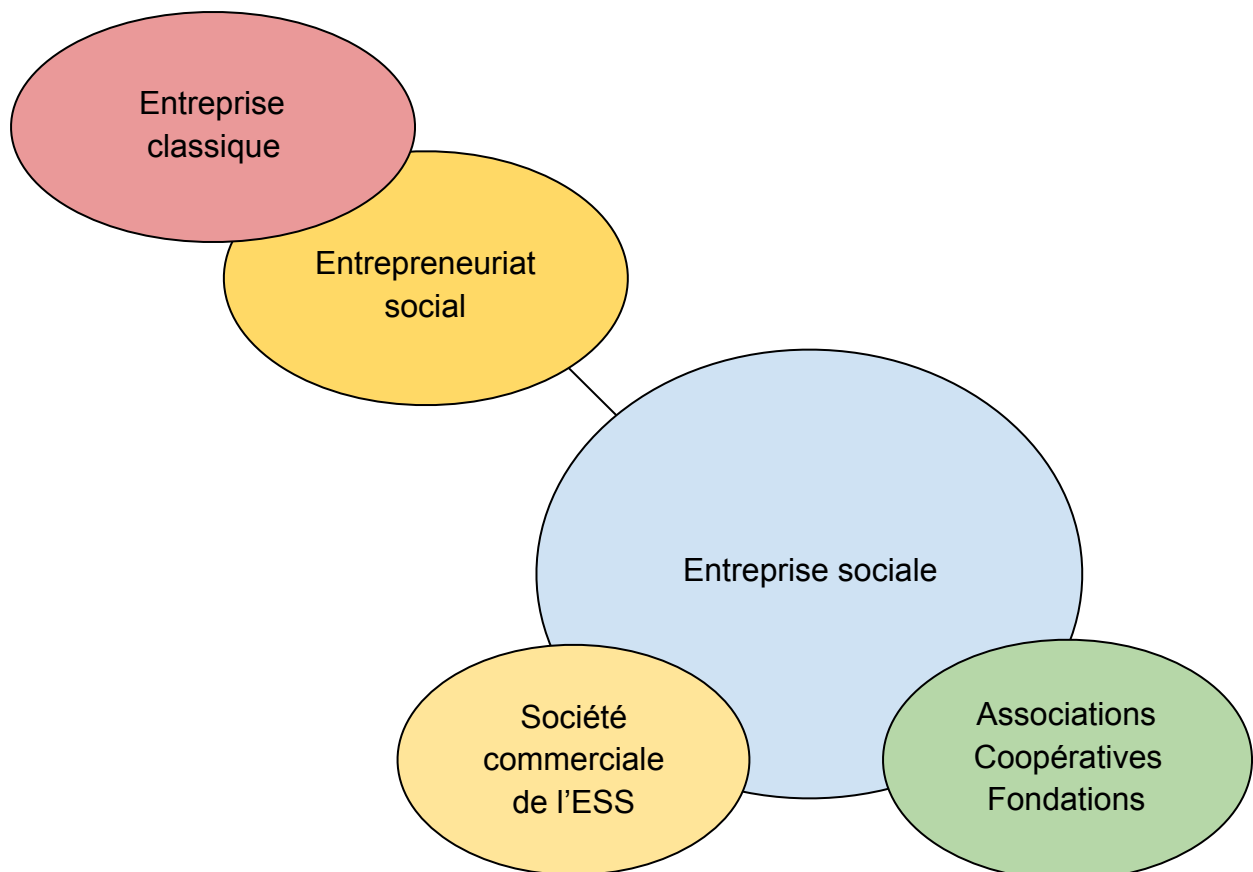 Entreprise
classique
Entrepreneuriat
social
Entreprise sociale
Société
commerciale
de l’ESS
Associations
Coopératives
Fondations